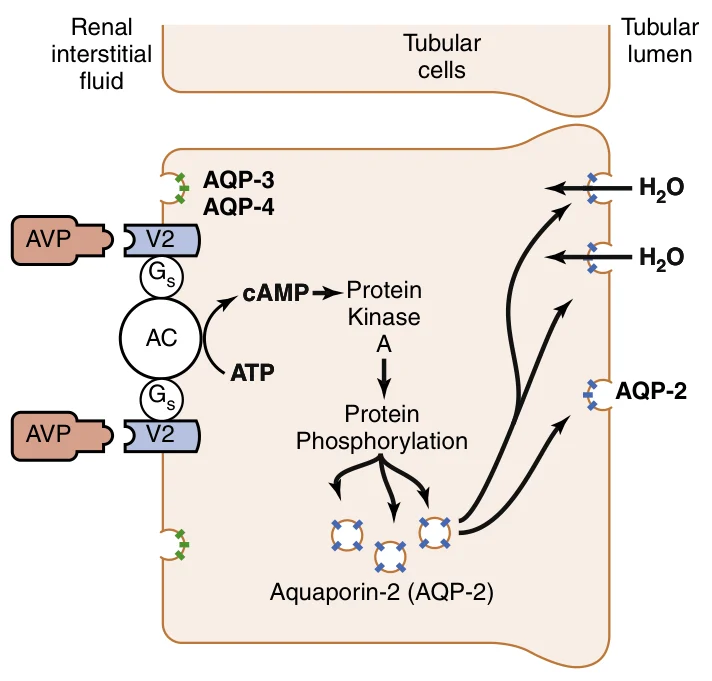 Renal
interstitial
fluid
Tubular
cells
Tubular
lumen
AQP-3
AQP-4
H₂O
AVP
V2
Gₛ
H₂O
cAMP
Protein
Kinase
A
AC
ATP
Gₛ
AQP-2
AVP
V2
Protein
Phosphorylation
Aquaporin-2 (AQP-2)